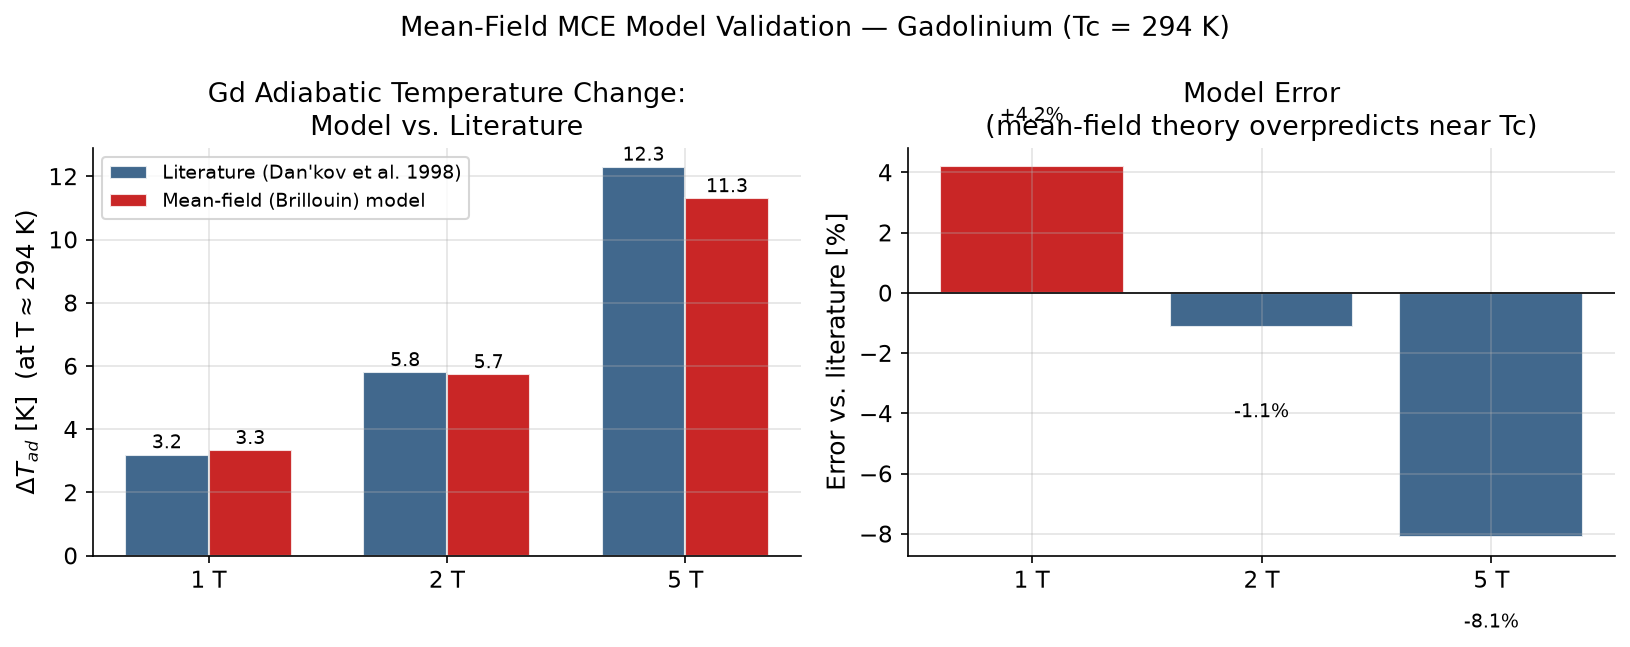 Mean-Field MCE Model Validation — Gadolinium (Tc = 294 K)
Gd Adiabatic Temperature Change:
Model vs. Literature
Literature (Dan'kov et al. 1998)
Mean-field (Brillouin) model
ΔT_ad [K]  (at T ≈ 294 K)
12
10
8
6
4
2
0
3.2
3.3
5.8
5.7
12.3
11.3
1 T
2 T
5 T
Model Error
(mean-field theory overpredicts near Tc)
+4.2%
Error vs. literature [%]
4
2
0
−2
−4
−6
−8
-1.1%
-8.1%
1 T
2 T
5 T